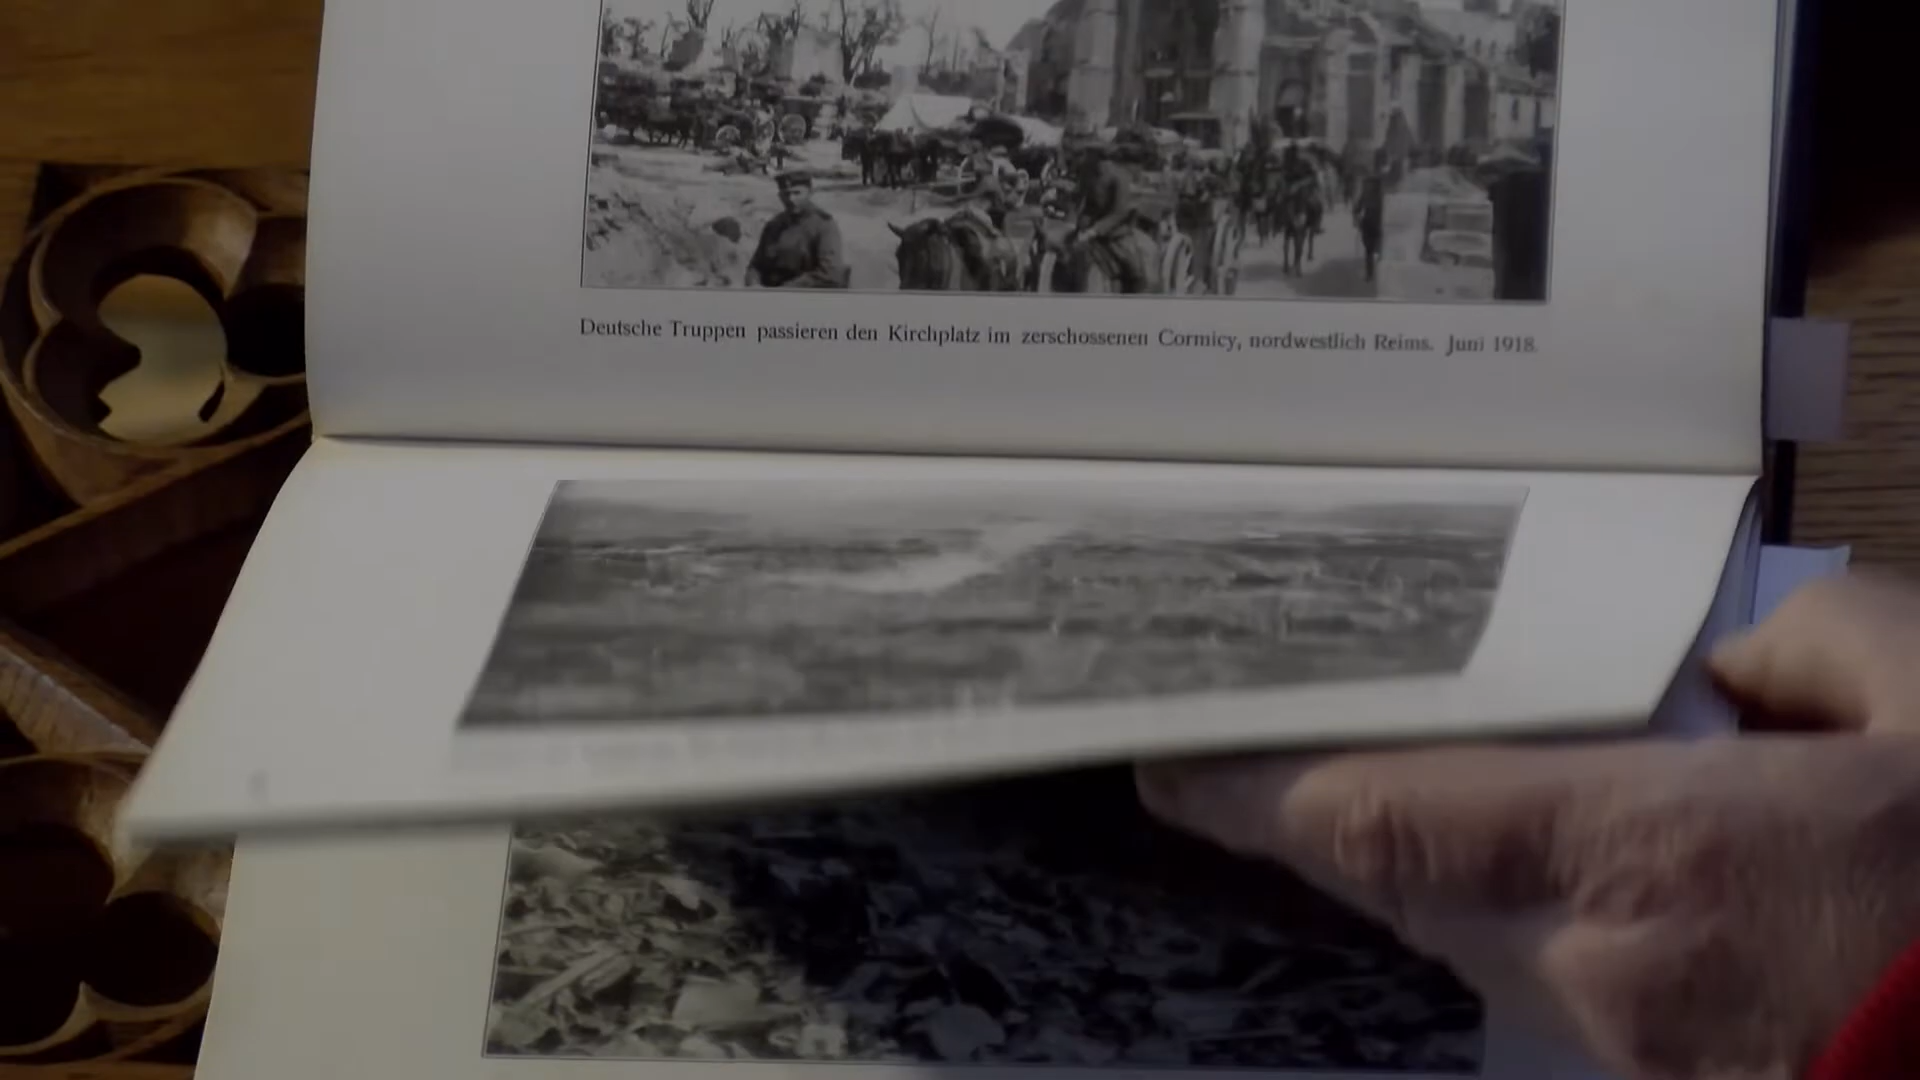 Deutsche Truppen passieren den Kirchplatz im zerschossenen Cormicy, nordwestlich Reims. Juni 1918.